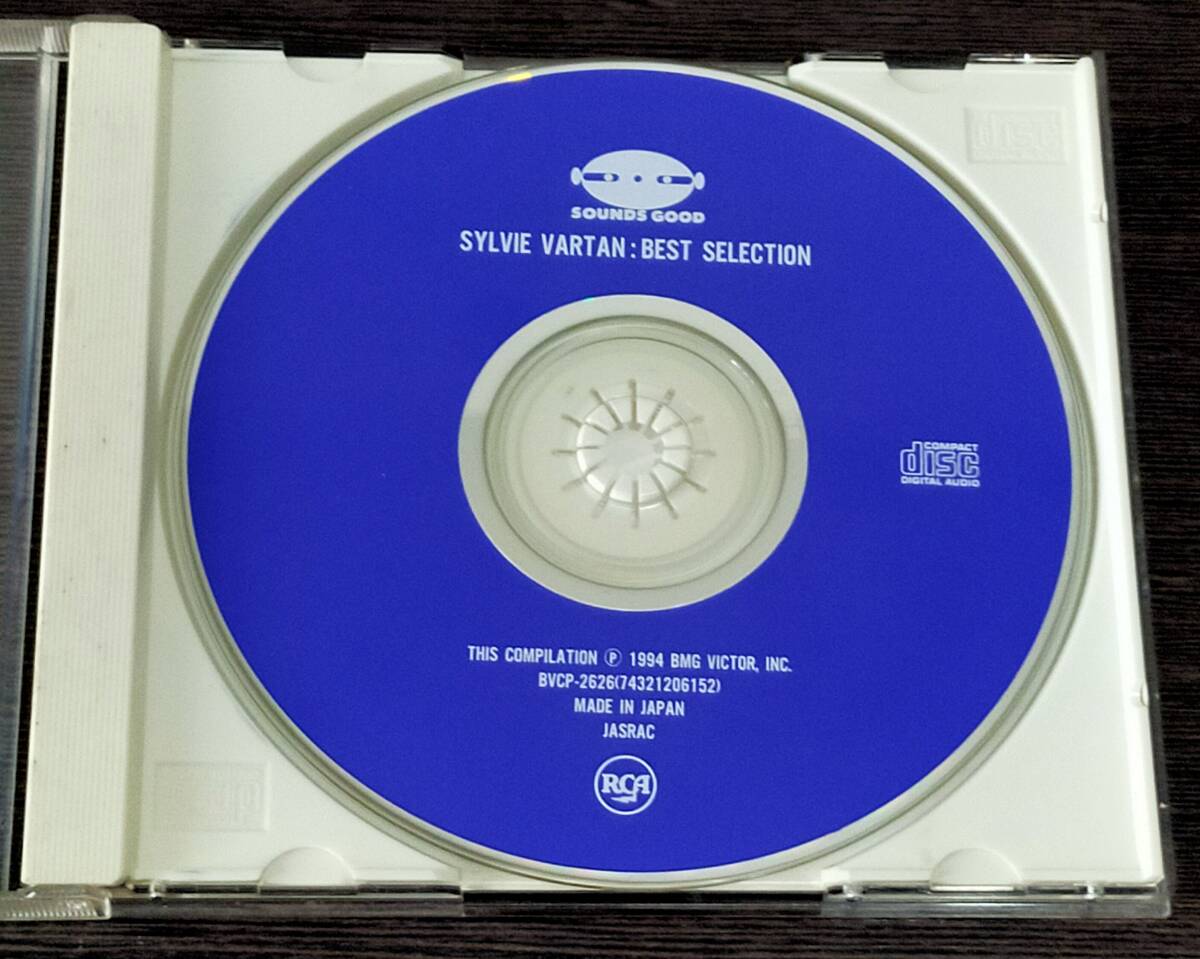 SOUNDS GOOD
SYLVIE VARTAN:BEST SELECTION
COMPACT
disc
DIGITAL AUDIO
THIS COMPILATION Ⓟ 1994 BMG VICTOR, INC.
BVCP-2626(74321206152)
MADE IN JAPAN
JASRAC
RCA
disc